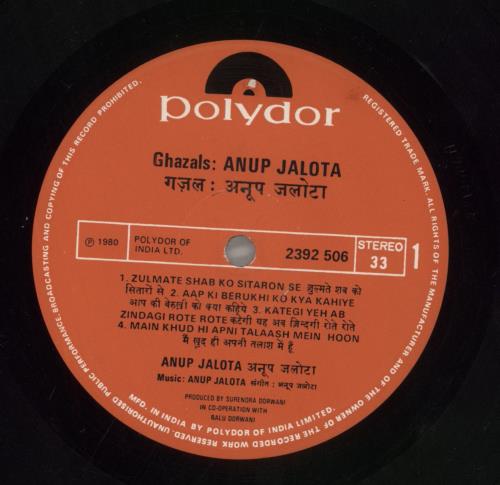 polydor
Ghazals: ANUP JALOTA
गज़ल : अनूप जलोटा
℗ 1980
POLYDOR OF
INDIA LTD.
2392 506
STEREO
33
1
1. ZULMATE SHAB KO SITARON SE ज़ुल्मते शब को
सितारों से 2. AAP KI BERUKHI KO KYA KAHIYE
आप की बेरुखी को क्या कहिये 3. KATEGI YEH AB
ZINDAGI ROTE ROTE कटेगी यह अब ज़िन्दगी रोते रोते
4. MAIN KHUD HI APNI TALAASH MEIN HOON
मैं खुद ही अपनी तलाश में हूँ
ANUP JALOTA अनूप जलोटा
Music: ANUP JALOTA संगीत : अनूप जलोटा
PRODUCED BY SURENDRA DORWANI
IN CO-OPERATION WITH
BALU DORWANI
MFD. IN INDIA BY POLYDOR OF INDIA LIMITED.
REGISTERED TRADE MARK. ALL RIGHTS OF THE MANUFACTURER AND OF THE OWNER OF THE RECORDED WORK RESERVED. UNAUTHORISED PUBLIC PERFORMANCE, BROADCASTING AND COPYING OF THIS RECORD PROHIBITED.